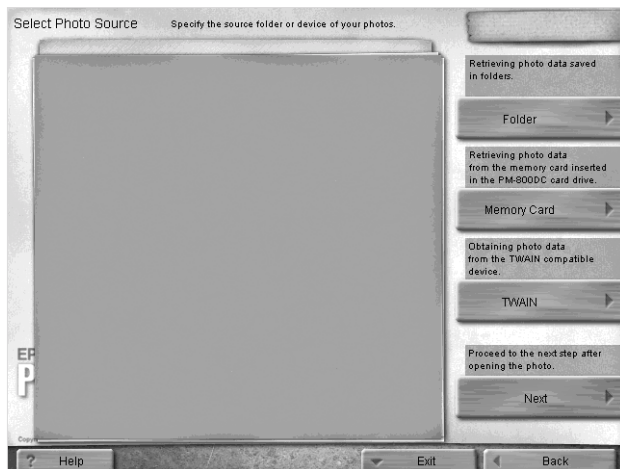 Select Photo Source
Specify the source folder or device of your photos.
Retrieving photo data saved
in folders.
Folder
Retrieving photo data
from the memory card inserted
in the PM-800DC card drive.
Memory Card
Obtaining photo data
from the TWAIN compatible
device.
TWAIN
EP
P
Proceed to the next step after
opening the photo.
Next
Copyr
? Help
Exit
Back